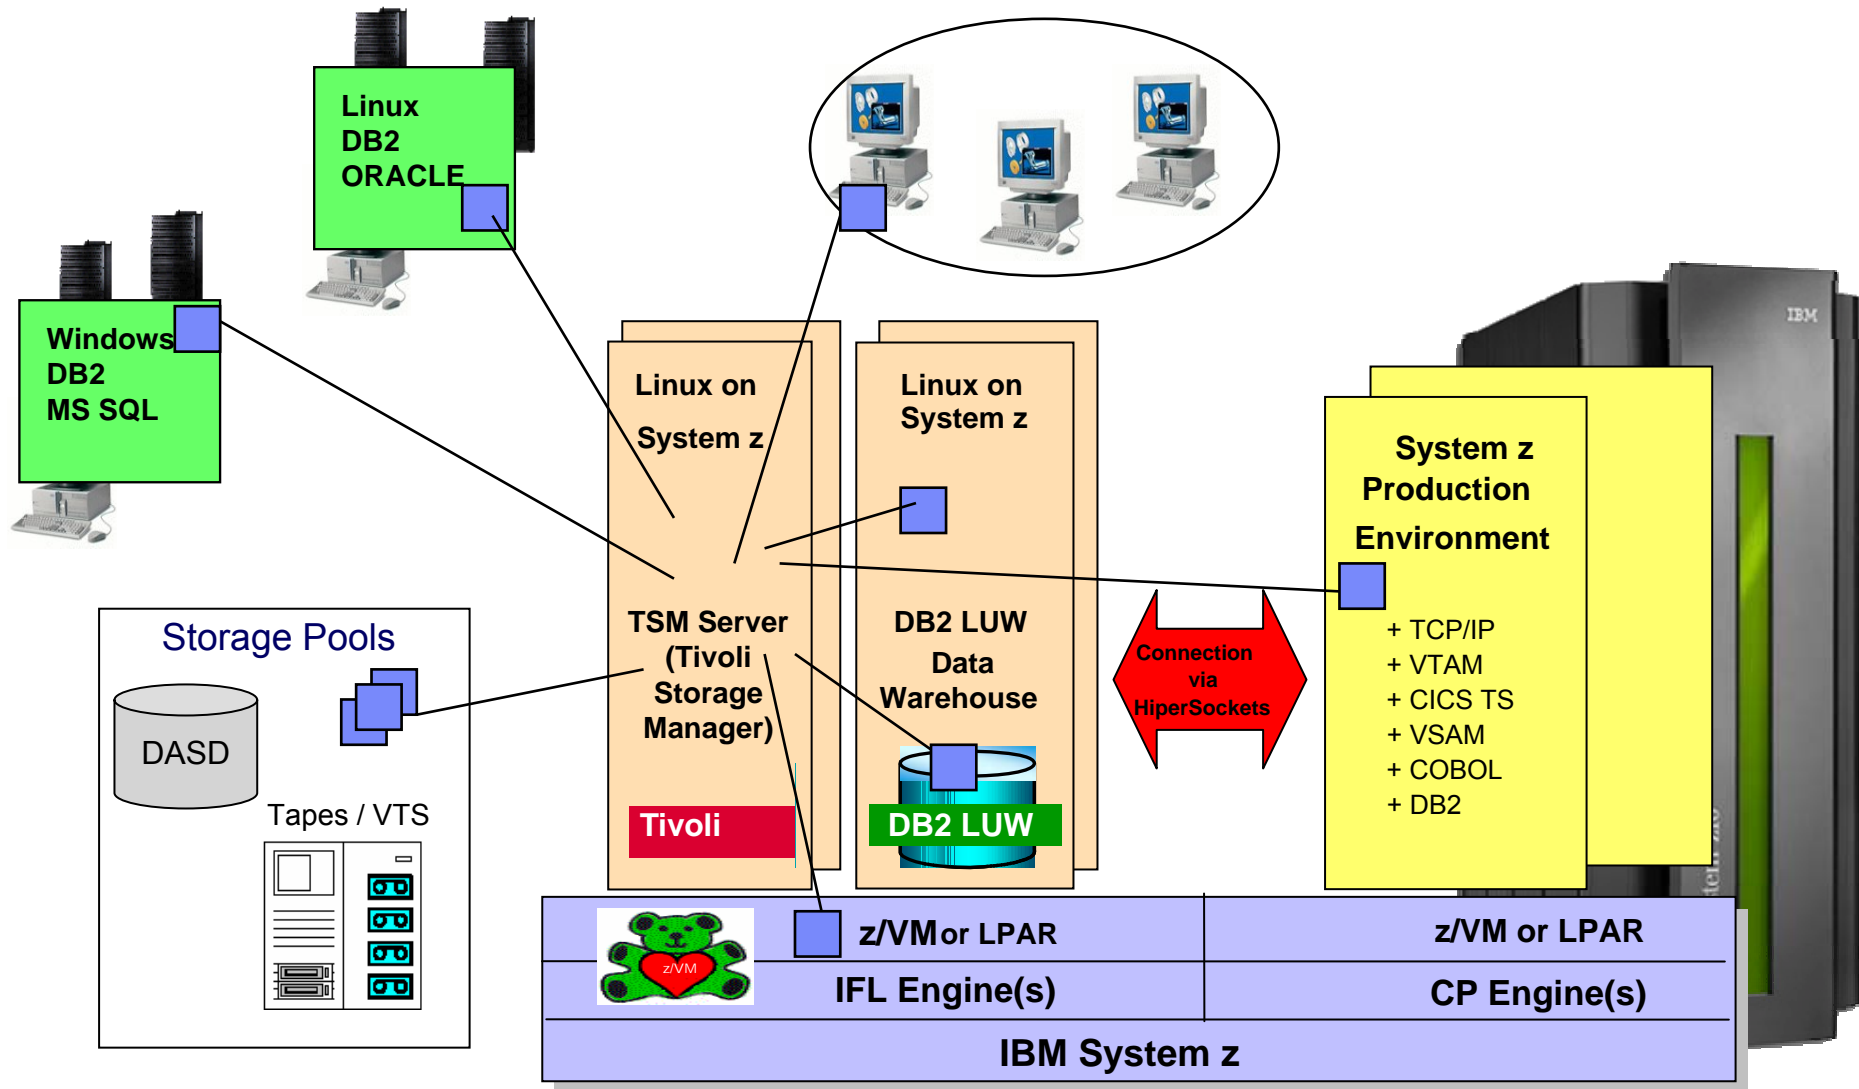 Linux
DB2
ORACLE
Windows
DB2
MS SQL
Linux on
System z
Linux on
System z
IBM
System z
Production
Environment
+ TCP/IP
+ VTAM
+ CICS TS
+ VSAM
+ COBOL
+ DB2
TSM Server
(Tivoli
Storage
Manager)
Tivoli
DB2 LUW
Data
Warehouse
DB2 LUW
Connection
via
HiperSockets
Storage Pools
DASD
Tapes / VTS
z/VM
z/VM or LPAR
z/VM or LPAR
IFL Engine(s)
CP Engine(s)
IBM System z